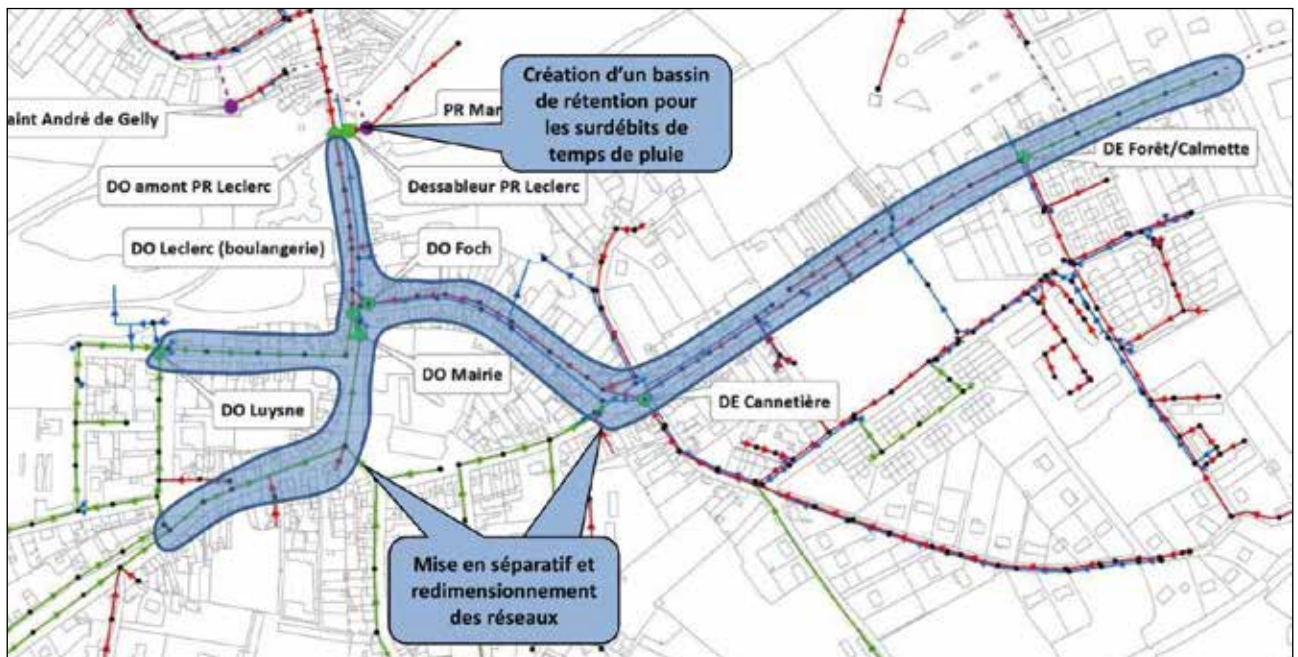 Création d'un bassin
de rétention pour
les surdébits de
temps de pluie
aint André de Gelly
PR Mar
DE Forêt/Calmette
DO amont PR Leclerc
Dessableur PR Leclerc
DO Leclerc (boulangerie)
DO Foch
DO Mairie
DE Cannetière
DO Luysne
Mise en séparatif et
redimensionnement
des réseaux